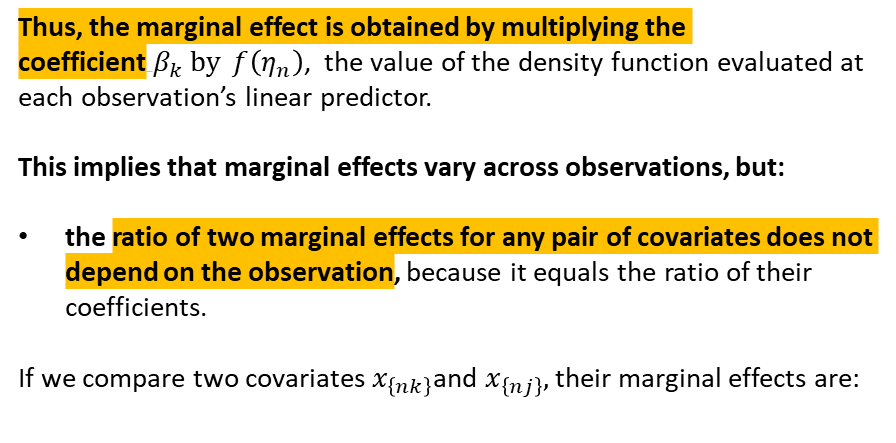 Thus, the marginal effect is obtained by multiplying the
coefficient βₖ by f(ηₙ), the value of the density function evaluated at
each observation's linear predictor.
This implies that marginal effects vary across observations, but:
• the ratio of two marginal effects for any pair of covariates does not
depend on the observation, because it equals the ratio of their
coefficients.
If we compare two covariates x_{nk} and x_{nj}, their marginal effects are: